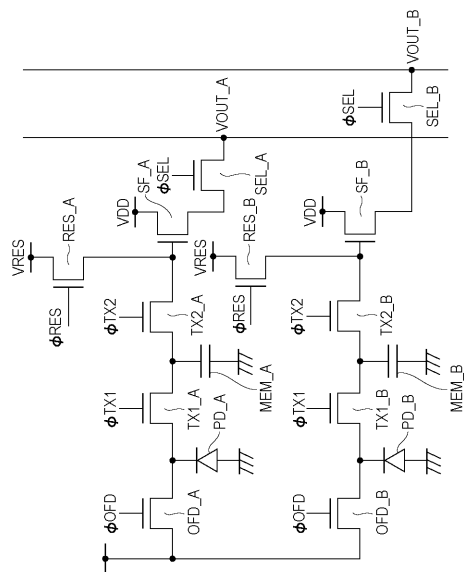 VRES
RES_A
ϕRES
VDD
SF_A
ϕSEL
SEL_A
VOUT_A
ϕOFD
OFD_A
PD_A
ϕTX1
TX1_A
MEM_A
ϕTX2
TX2_A
VRES
RES_B
ϕRES
VDD
SF_B
ϕSEL
SEL_B
VOUT_B
ϕOFD
OFD_B
PD_B
ϕTX1
TX1_B
MEM_B
ϕTX2
TX2_B